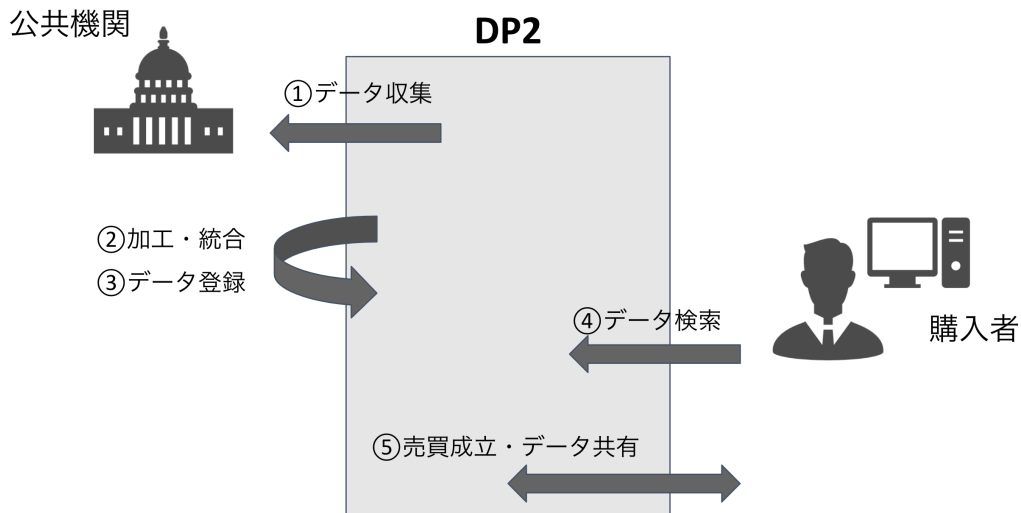 公共機関
DP2
①データ収集
②加工・統合
③データ登録
④データ検索
購入者
⑤売買成立・データ共有